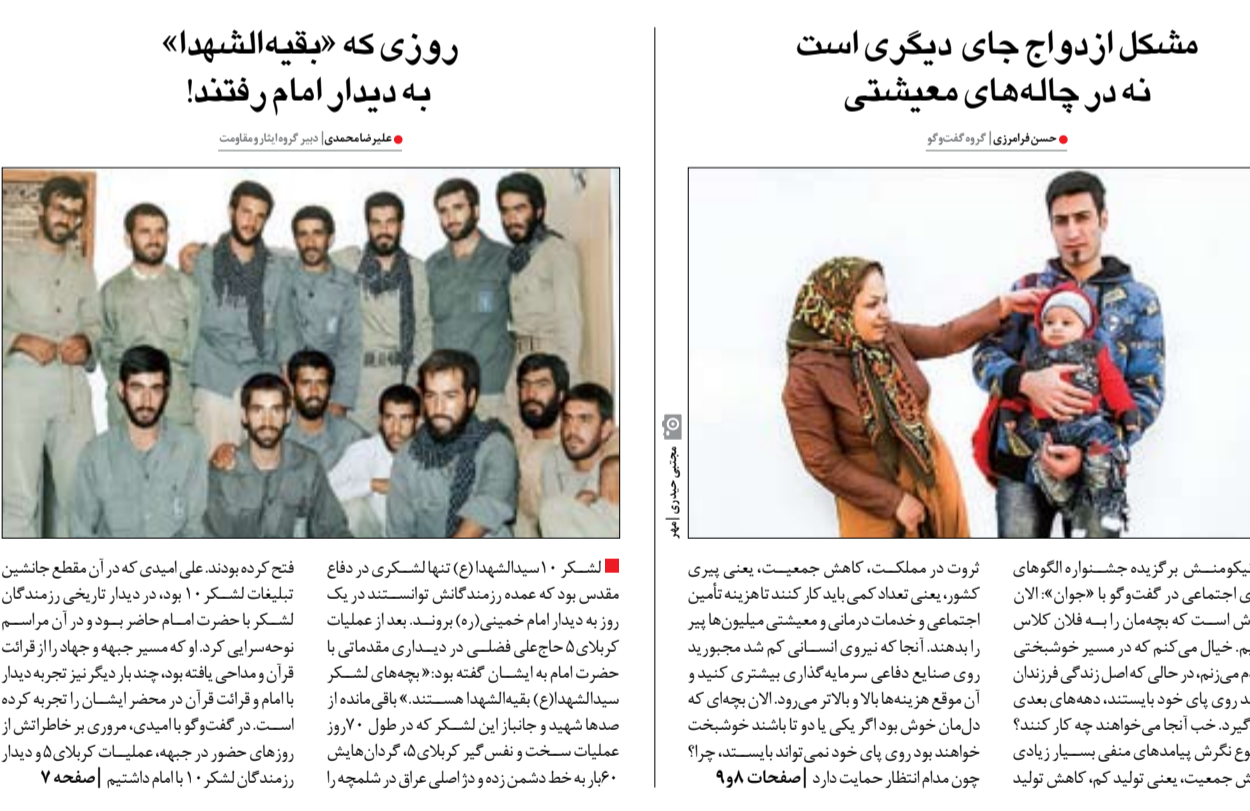 مشکل ازدواج جای دیگری است
نه در چاله‌های معیشتی
حسن فرامرزی | گروه گفت‌وگو
مجتبی حیدری | مهر
نیکومنش برگزیده جشنواره الگوهای
اجتماعی در گفت‌وگو با «جوان»: الان
است که بچه‌مان را به فلان کلاس
خیال می‌کنم که در مسیر خوشبختی
می‌زنم، در حالی که اصل زندگی فرزندان
روی پای خود بایستند، دهه‌های بعدی
خب آنجا می‌خواهند چه کار کنند؟
نگرش پیامدهای منفی بسیار زیادی
جمعیت، یعنی تولید کم، کاهش تولید
ثروت در مملکت، کاهش جمعیت، یعنی پیری
کشور، یعنی تعداد کمی باید کار کنند تا هزینه تأمین
اجتماعی و خدمات درمانی و معیشتی میلیون‌ها پیر
را بدهند. آنجا که نیروی انسانی کم شد مجبورید
روی صنایع دفاعی سرمایه‌گذاری بیشتری کنید و
آن موقع هزینه‌ها بالا و بالاتر می‌رود. الان بچه‌ای که
دل‌مان خوش بود اگر یکی یا دو تا باشند خوشبخت
خواهند بود روی پای خود نمی‌تواند بایستد، چرا؟
چون مدام انتظار حمایت دارد | صفحات ۸و۹
روزی که «بقیه‌الشهدا»
به دیدار امام رفتند!
علیرضا محمدی | دبیر گروه ایثار و مقاومت
لشکر ۱۰ سیدالشهدا(ع) تنها لشکری در دفاع
مقدس بود که عمده رزمندگانش توانستند در یک
روز به دیدار امام خمینی(ره) بروند. بعد از عملیات
کربلای۵ حاج‌علی فضلی در دیداری مقدماتی با
حضرت امام به ایشان گفته بود: «بچه‌های لشکر
سیدالشهدا(ع) بقیه‌الشهدا هستند.» باقی‌مانده از
صدها شهید و جانباز این لشکر که در طول ۷۰روز
عملیات سخت و نفس‌گیر کربلای۵، گردان‌هایش
۶۰بار به خط دشمن زده و دژ اصلی عراق در شلمچه را
فتح کرده بودند. علی امیدی که در آن مقطع جانشین
تبلیغات لشکر ۱۰ بود، در دیدار تاریخی رزمندگان
لشکر با حضرت امام حاضر بود و در آن مراسم
نوحه‌سرایی کرد. او که مسیر جبهه و جهاد را از قرائت
قرآن و مداحی یافته بود، چند بار دیگر نیز تجربه دیدار
با امام و قرائت قرآن در محضر ایشان را تجربه کرده
است. در گفت‌وگو با امیدی، مروری بر خاطراتش از
روزهای حضور در جبهه، عملیات کربلای۵ و دیدار
رزمندگان لشکر ۱۰ با امام داشتیم | صفحه ۷